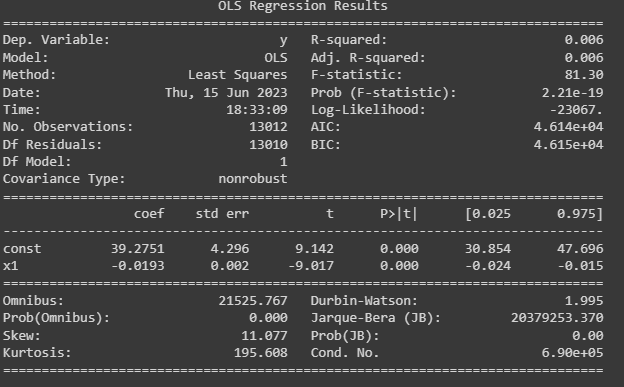 OLS Regression Results
==============================================================================
Dep. Variable:                      y   R-squared:                       0.006
Model:                            OLS   Adj. R-squared:                  0.006
Method:                 Least Squares   F-statistic:                     81.30
Date:                Thu, 15 Jun 2023   Prob (F-statistic):           2.21e-19
Time:                        18:33:09   Log-Likelihood:                -23067.
No. Observations:               13012   AIC:                         4.614e+04
Df Residuals:                   13010   BIC:                         4.615e+04
Df Model:                           1
Covariance Type:            nonrobust
==============================================================================
                 coef    std err          t      P>|t|      [0.025      0.975]
------------------------------------------------------------------------------
const         39.2751      4.296      9.142      0.000      30.854      47.696
x1            -0.0193      0.002     -9.017      0.000      -0.024      -0.015
==============================================================================
Omnibus:                    21525.767   Durbin-Watson:                   1.995
Prob(Omnibus):                  0.000   Jarque-Bera (JB):         20379253.370
Skew:                          11.077   Prob(JB):                         0.00
Kurtosis:                     195.608   Cond. No.                     6.90e+05
==============================================================================